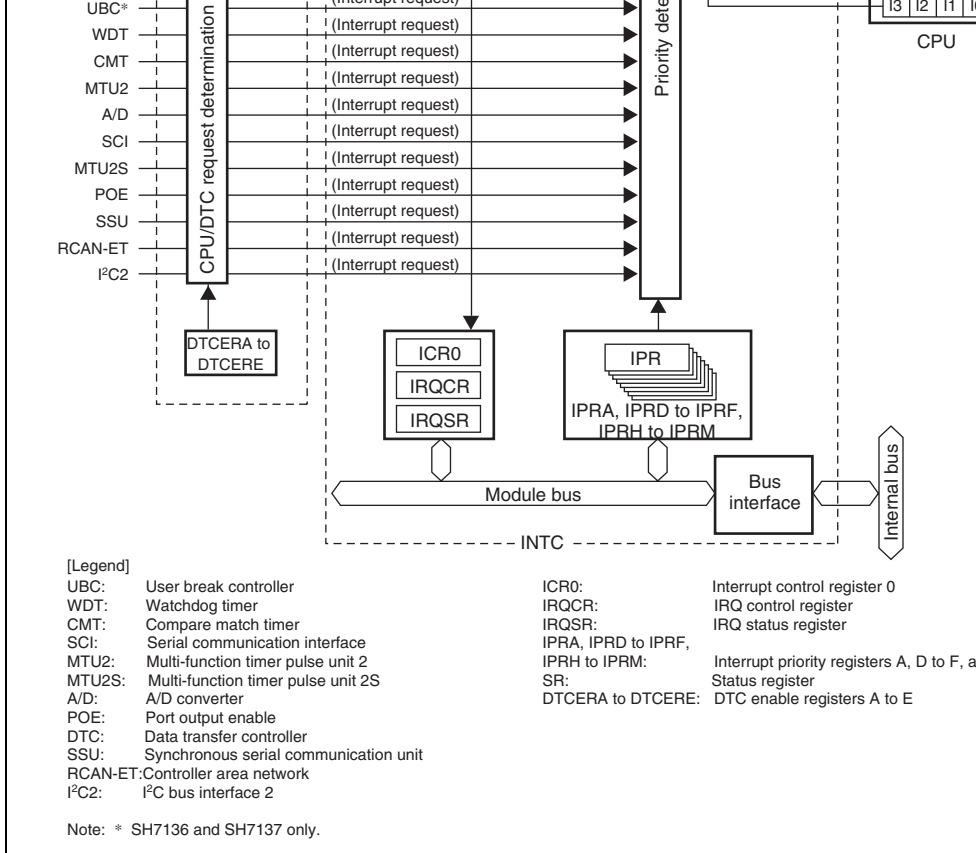 (Interrupt request)
UBC*
WDT (Interrupt request)
CMT (Interrupt request)
MTU2 (Interrupt request)
A/D (Interrupt request)
SCI (Interrupt request)
MTU2S (Interrupt request)
POE (Interrupt request)
SSU (Interrupt request)
RCAN-ET (Interrupt request)
I²C2 (Interrupt request)
CPU/DTC request determination
Priority
I3 I2 I1
CPU
DTCERA to
DTCERE
ICR0
IRQCR
IRQSR
IPR
IPRA, IPRD to IPRF,
IPRH to IPRM
Module bus
Bus
interface
Internal bus
INTC
[Legend]
UBC: User break controller
WDT: Watchdog timer
CMT: Compare match timer
SCI: Serial communication interface
MTU2: Multi-function timer pulse unit 2
MTU2S: Multi-function timer pulse unit 2S
A/D: A/D converter
POE: Port output enable
DTC: Data transfer controller
SSU: Synchronous serial communication unit
RCAN-ET:Controller area network
I²C2: I²C bus interface 2
ICR0: Interrupt control register 0
IRQCR: IRQ control register
IRQSR: IRQ status register
IPRA, IPRD to IPRF,
IPRH to IPRM: Interrupt priority registers A, D to F,
SR: Status register
DTCERA to DTCERE: DTC enable registers A to E
Note: * SH7136 and SH7137 only.